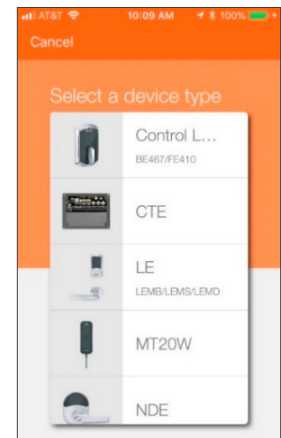 AT&T 10:09 AM 100%
Cancel
Select a device type
Control L...
BE467/FE410
CTE
LE
LEMB/LEMS/LEMD
MT20W
NDE